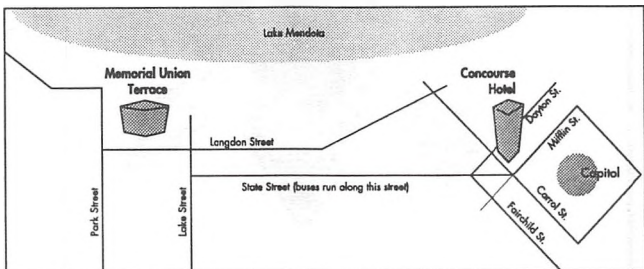 Lake Mendota
Memorial Union
Terrace
Concourse
Hotel
Dayton St.
Mifflin St.
Langdon Street
Capitol
State Street (buses run along this street)
Carrol St.
Fairchild St.
Park Street
Lake Street